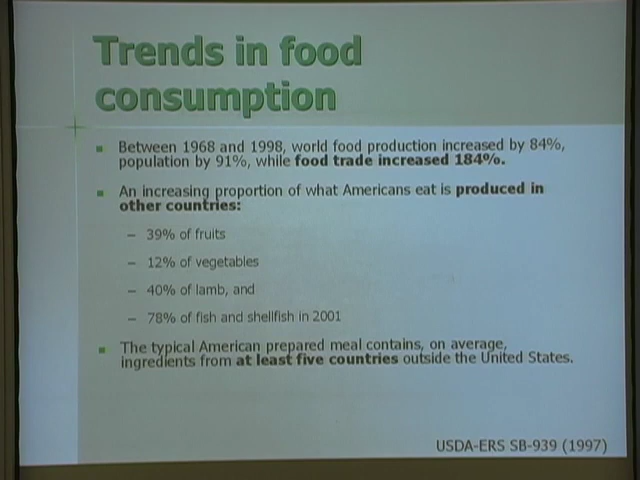 Trends in food
consumption
Between 1968 and 1998, world food production increased by 84%,
population by 91%, while food trade increased 184%.
An increasing proportion of what Americans eat is produced in
other countries:
– 39% of fruits
– 12% of vegetables
– 40% of lamb, and
– 78% of fish and shellfish in 2001
The typical American prepared meal contains, on average,
ingredients from at least five countries outside the United States.
USDA-ERS SB-939 (1997)